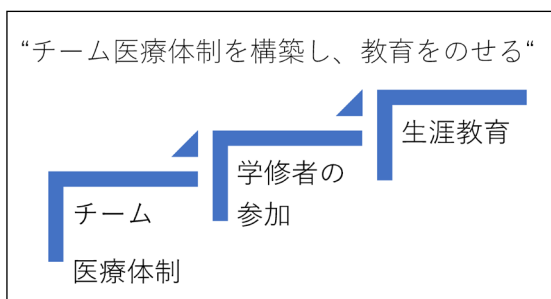 “チーム医療体制を構築し、教育をのせる“
チーム
医療体制
学修者の
参加
生涯教育